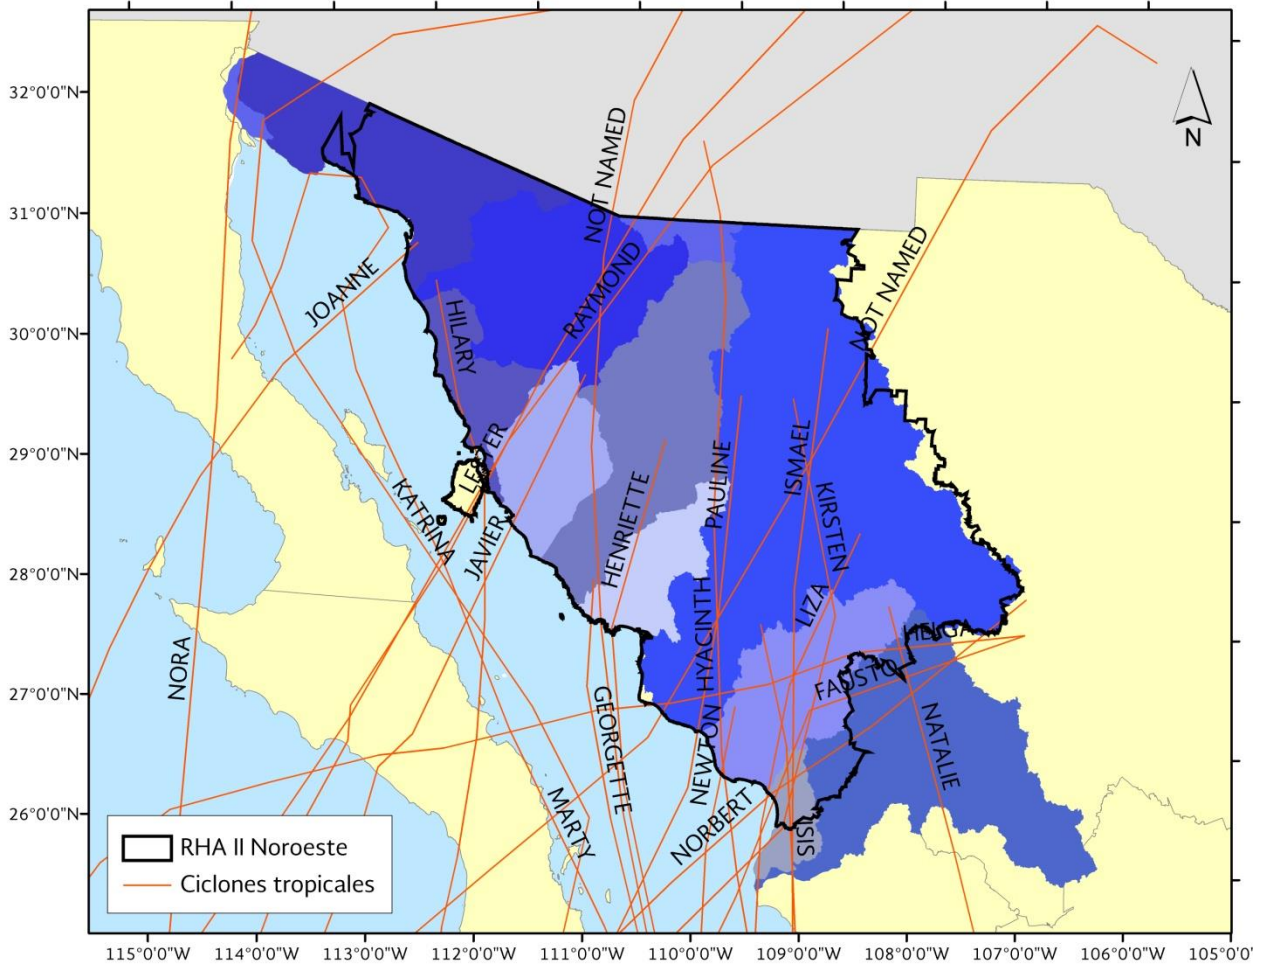 32°0'0"N
31°0'0"N
30°0'0"N
29°0'0"N
28°0'0"N
27°0'0"N
26°0'0"N
N
NOT NAMED
NOT NAMED
RAYMOND
JOANNE
HILARY
LESTER
KATRINA
JAVIER
HENRIETTE
PAULINE
ISMAEL
KIRSTEN
LIZA
HYACINTH
NEWTON
HELGA
FAUSTO
NATALIE
NORA
GEORGETTE
MARTY
NORBERT
ISIS
RHA II Noroeste
Ciclones tropicales
115°0'0"W
114°0'0"W
113°0'0"W
112°0'0"W
111°0'0"W
110°0'0"W
109°0'0"W
108°0'0"W
107°0'0"W
106°0'0"W
105°0'0